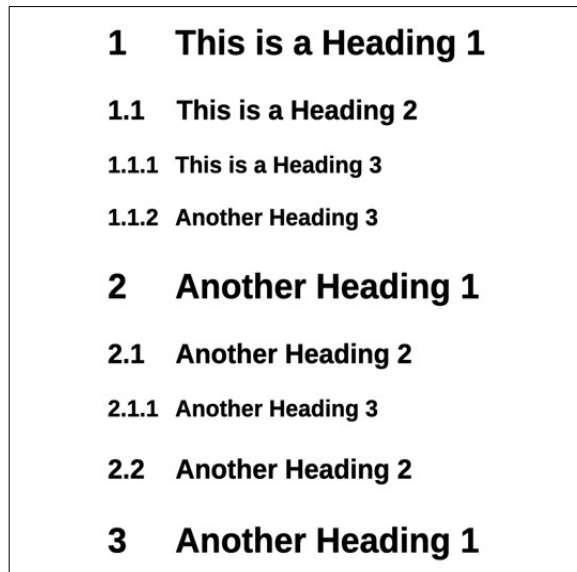 1 This is a Heading 1
1.1 This is a Heading 2
1.1.1 This is a Heading 3
1.1.2 Another Heading 3
2 Another Heading 1
2.1 Another Heading 2
2.1.1 Another Heading 3
2.2 Another Heading 2
3 Another Heading 1